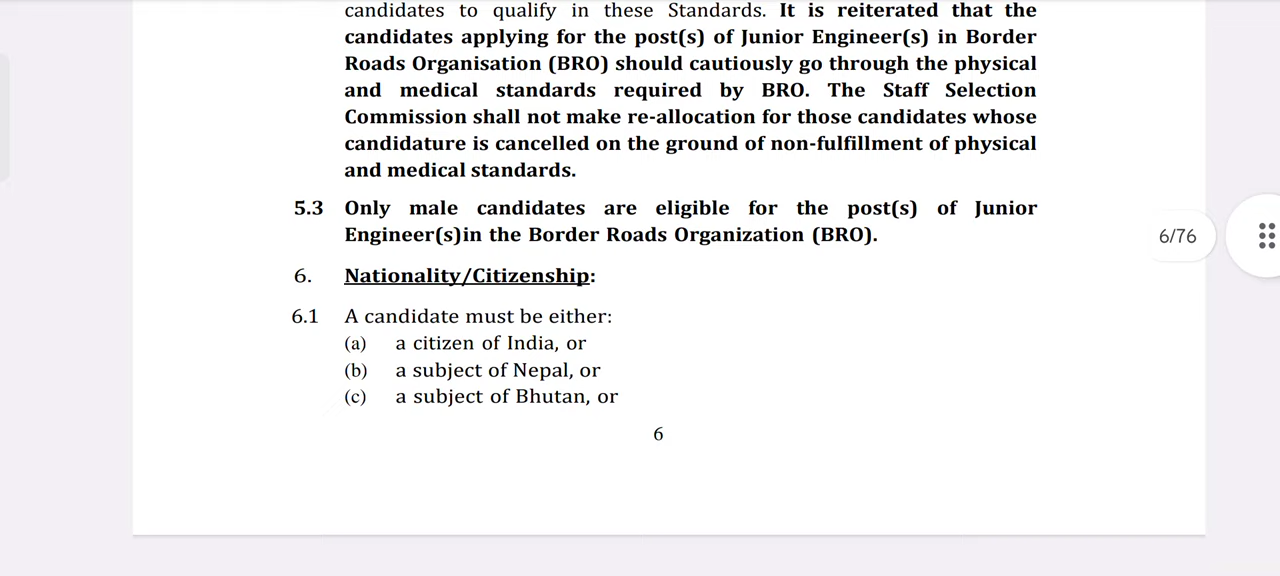 candidates to qualify in these Standards. It is reiterated that the
candidates applying for the post(s) of Junior Engineer(s) in Border
Roads Organisation (BRO) should cautiously go through the physical
and medical standards required by BRO. The Staff Selection
Commission shall not make re-allocation for those candidates whose
candidature is cancelled on the ground of non-fulfillment of physical
and medical standards.
5.3 Only male candidates are eligible for the post(s) of Junior
Engineer(s)in the Border Roads Organization (BRO).
6/76
6. Nationality/Citizenship:
6.1 A candidate must be either:
(a) a citizen of India, or
(b) a subject of Nepal, or
(c) a subject of Bhutan, or
6